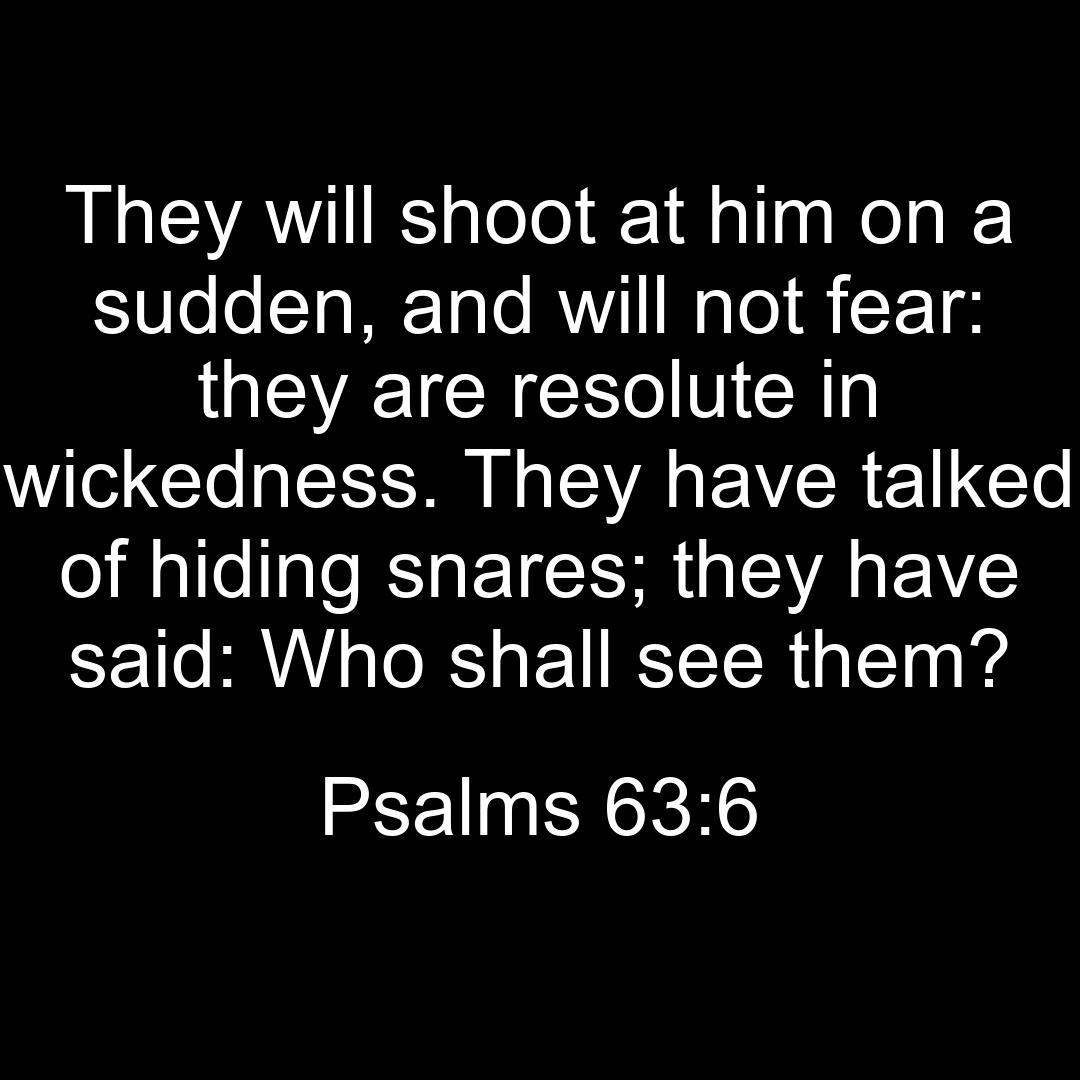 They will shoot at him on a
sudden, and will not fear:
they are resolute in
wickedness. They have talked
of hiding snares; they have
said: Who shall see them?
Psalms 63:6